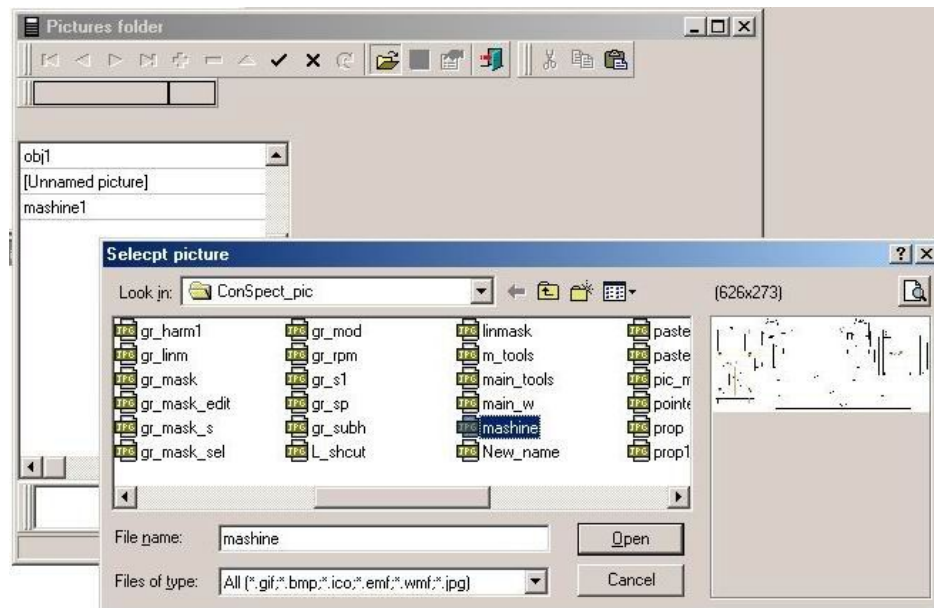 Pictures folder
obj1
[Unnamed picture]
mashine1
Selecpt picture
Look in: ConSpect_pic
(626x273)
gr_harm1 gr_mod linmask paste
gr_linm gr_rpm m_tools paste
gr_mask gr_s1 main_tools pic_m
gr_mask_edit gr_sp main_w pointe
gr_mask_s gr_subh mashine prop
gr_mask_sel L_shcut New_name prop1
File name: mashine Open
Files of type: All (*.gif;*.bmp;*.ico;*.emf;*.wmf;*.jpg) Cancel